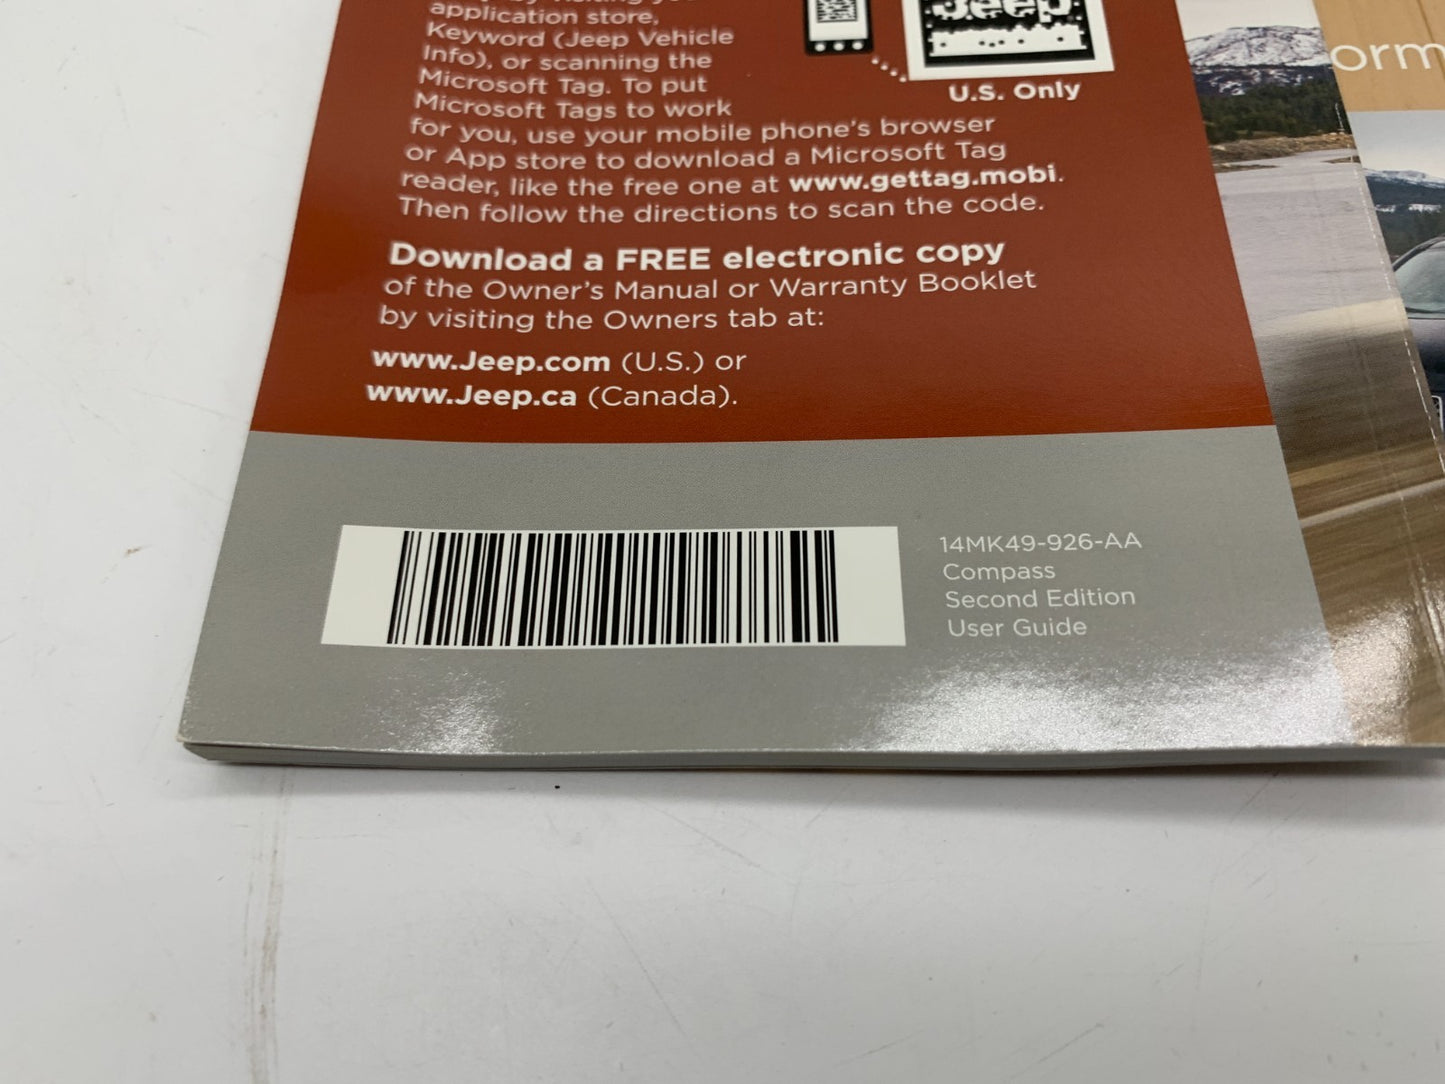 application store,
Keyword (Jeep Vehicle
Info), or scanning the
Microsoft Tag. To put
Microsoft Tags to work
for you, use your mobile phone's browser
or App store to download a Microsoft Tag
reader, like the free one at www.gettag.mobi.
Then follow the directions to scan the code.
Jeep
U.S. Only
Download a FREE electronic copy
of the Owner's Manual or Warranty Booklet
by visiting the Owners tab at:
www.Jeep.com (U.S.) or
www.Jeep.ca (Canada).
14MK49-926-AA
Compass
Second Edition
User Guide
orm